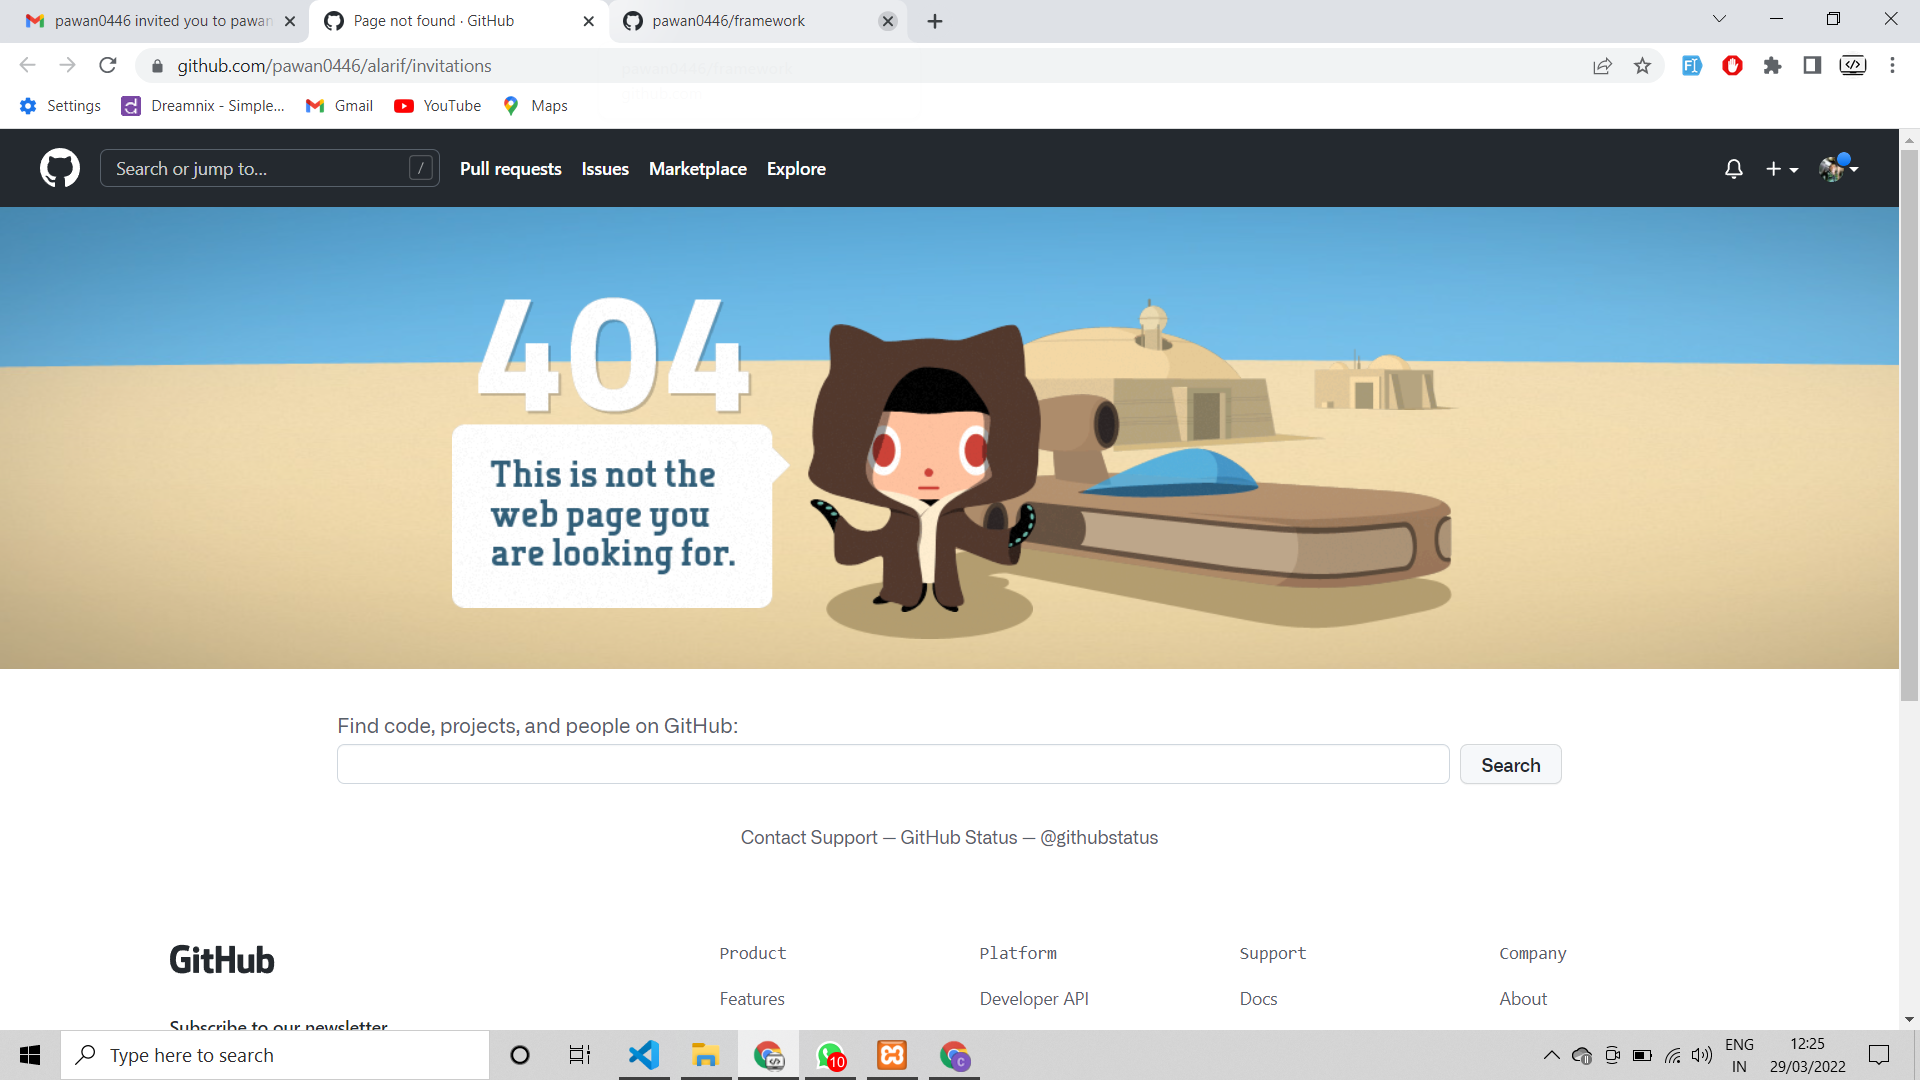 pawan0446 invited you to pawan
Page not found · GitHub
pawan0446/framework
github.com/pawan0446/alarif/invitations
Settings
Dreamnix - Simple...
Gmail
YouTube
Maps
Search or jump to...
/
Pull requests
Issues
Marketplace
Explore
404
This is not the
web page you
are looking for.
Find code, projects, and people on GitHub:
Search
Contact Support — GitHub Status — @githubstatus
GitHub
Product
Platform
Support
Company
Features
Developer API
Docs
About
Subscribe to our newsletter
Type here to search
10
C
ENG
IN
12:25
29/03/2022